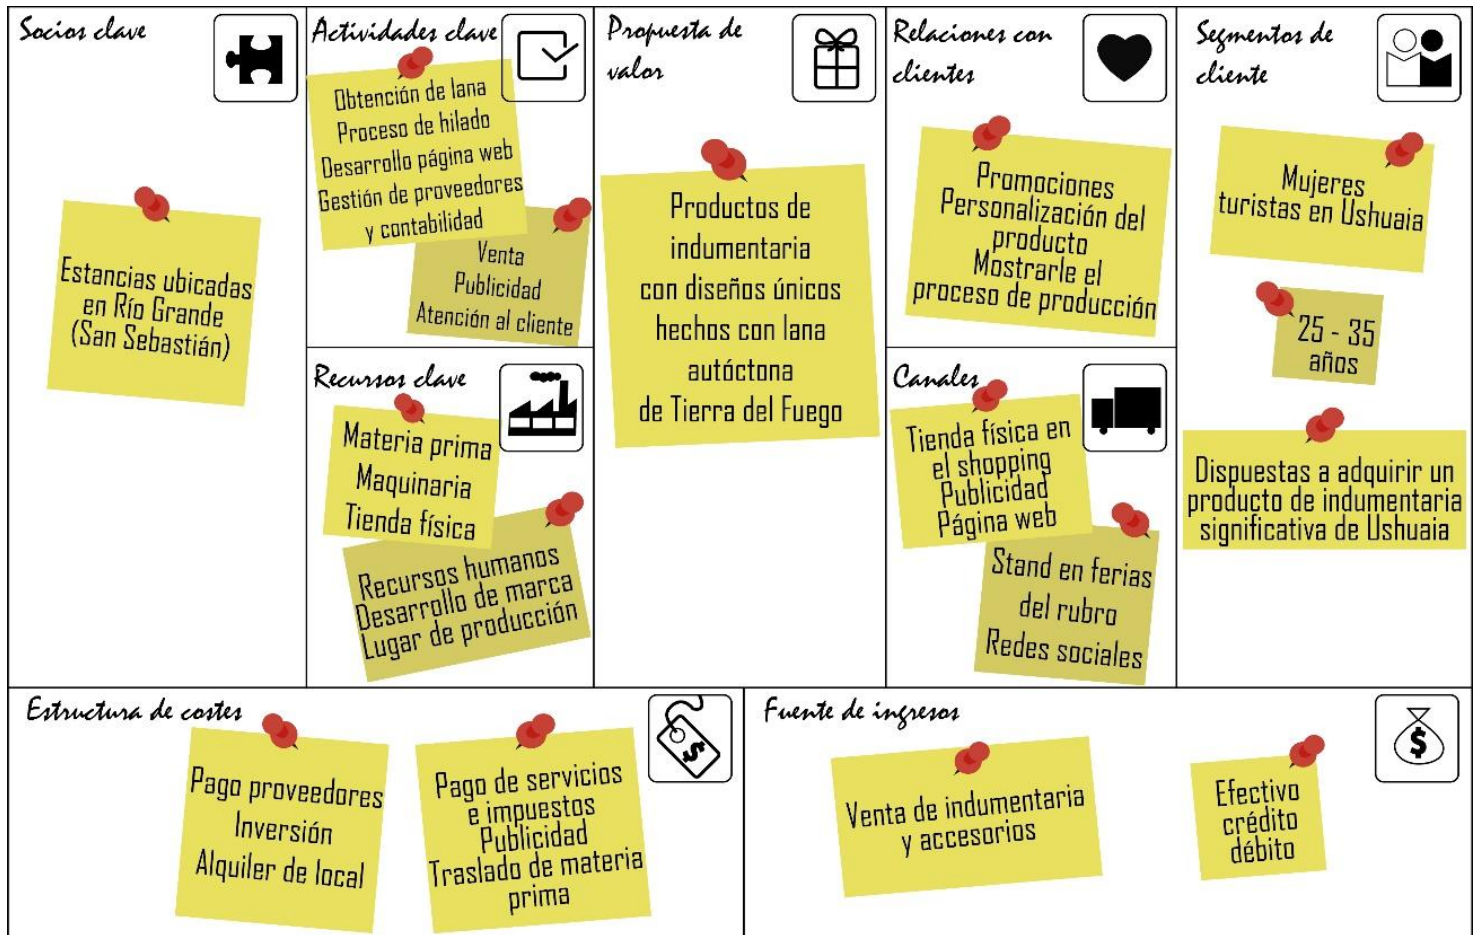 Socios clave
Estancias ubicadas
en Río Grande
(San Sebastián)
Actividades clave
Obtención de lana
Proceso de hilado
Desarrollo página web
Gestión de proveedores
y contabilidad
Venta
Publicidad
Atención al cliente
Recursos clave
Materia prima
Maquinaria
Tienda física
Recursos humanos
Desarrollo de marca
Lugar de producción
Propuesta de
valor
Productos de
indumentaria
con diseños únicos
hechos con lana
autóctona
de Tierra del Fuego
Relaciones con
clientes
Promociones
Personalización del
producto
Mostrarle el
proceso de producción
Canales
Tienda física en
el shopping
Publicidad
Página web
Stand en ferias
del rubro
Redes sociales
Segmentos de
cliente
Mujeres
turistas en Ushuaia
25 - 35
años
Dispuestas a adquirir un
producto de indumentaria
significativa de Ushuaia
Estructura de costes
Pago proveedores
Inversión
Alquiler de local
Pago de servicios
e impuestos
Publicidad
Traslado de materia
prima
$
Fuente de ingresos
Venta de indumentaria
y accesorios
Efectivo
crédito
débito
$